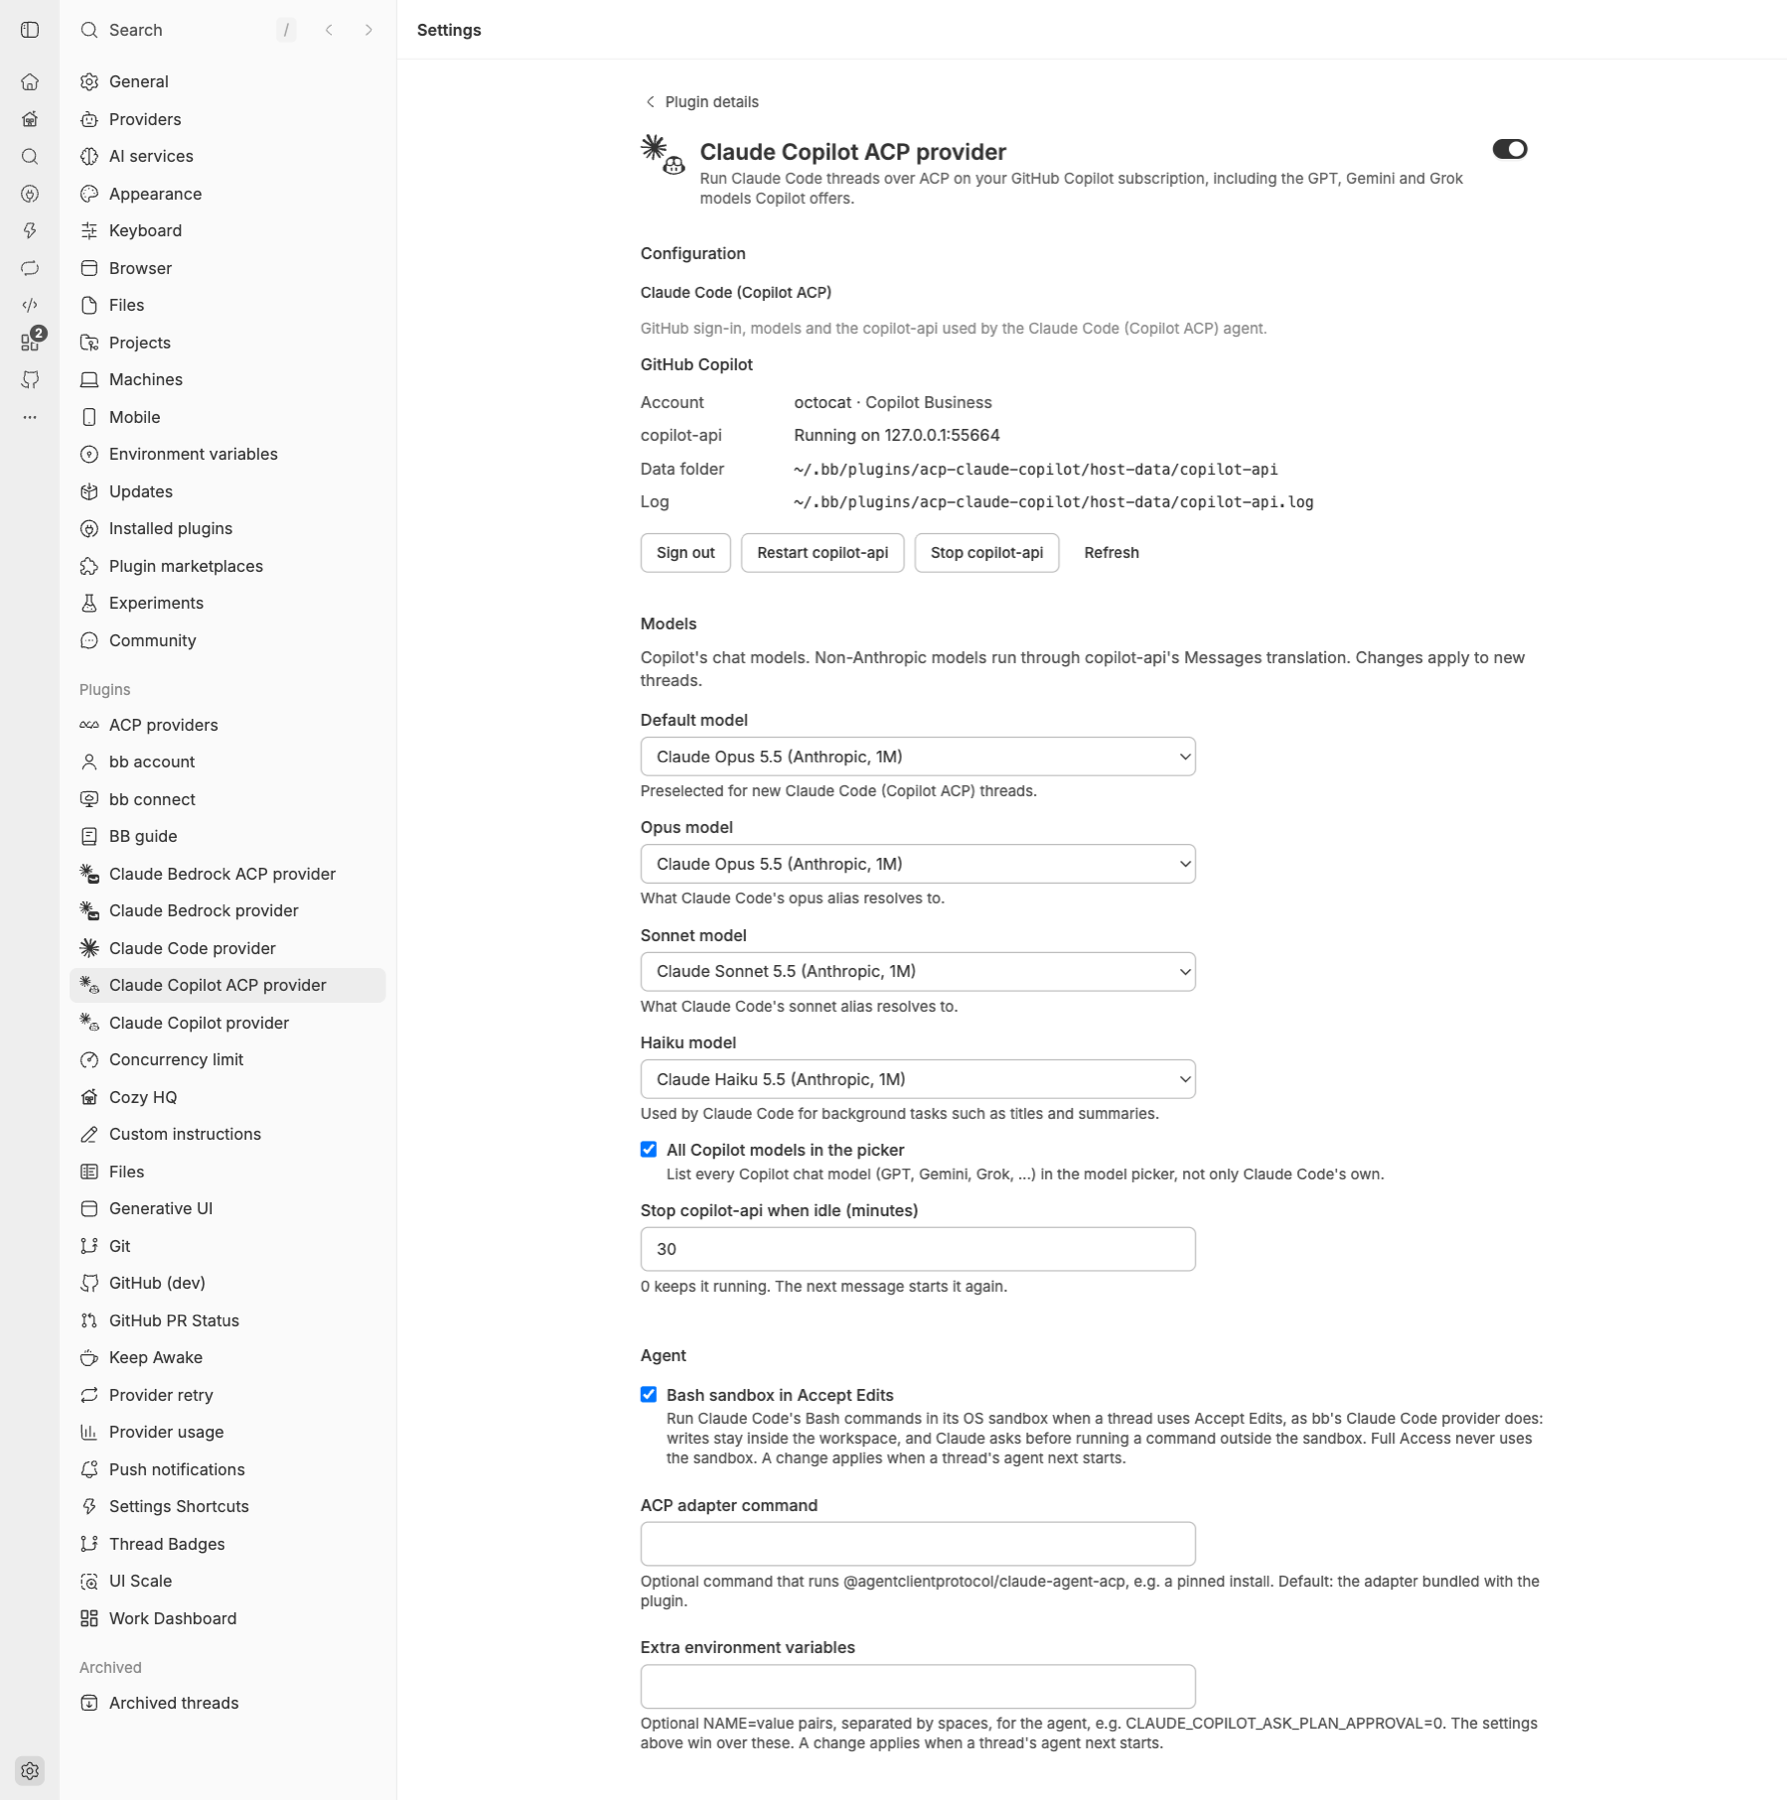 Search /
General
Providers
AI services
Appearance
Keyboard
Browser
Files
Projects
Machines
Mobile
Environment variables
Updates
Installed plugins
Plugin marketplaces
Experiments
Community
Plugins
ACP providers
bb account
bb connect
BB guide
Claude Bedrock ACP provider
Claude Bedrock provider
Claude Code provider
Claude Copilot ACP provider
Claude Copilot provider
Concurrency limit
Cozy HQ
Custom instructions
Files
Generative UI
Git
GitHub (dev)
GitHub PR Status
Keep Awake
Provider retry
Provider usage
Push notifications
Settings Shortcuts
Thread Badges
UI Scale
Work Dashboard
Archived
Archived threads
2
Settings
Plugin details
Claude Copilot ACP provider
Run Claude Code threads over ACP on your GitHub Copilot subscription, including the GPT, Gemini and Grok
models Copilot offers.
Configuration
Claude Code (Copilot ACP)
GitHub sign-in, models and the copilot-api used by the Claude Code (Copilot ACP) agent.
GitHub Copilot
Account octocat · Copilot Business
copilot-api Running on 127.0.0.1:55664
Data folder ~/.bb/plugins/acp-claude-copilot/host-data/copilot-api
Log ~/.bb/plugins/acp-claude-copilot/host-data/copilot-api.log
Sign out Restart copilot-api Stop copilot-api Refresh
Models
Copilot's chat models. Non-Anthropic models run through copilot-api's Messages translation. Changes apply to new
threads.
Default model
Claude Opus 5.5 (Anthropic, 1M)
Preselected for new Claude Code (Copilot ACP) threads.
Opus model
Claude Opus 5.5 (Anthropic, 1M)
What Claude Code's opus alias resolves to.
Sonnet model
Claude Sonnet 5.5 (Anthropic, 1M)
What Claude Code's sonnet alias resolves to.
Haiku model
Claude Haiku 5.5 (Anthropic, 1M)
Used by Claude Code for background tasks such as titles and summaries.
All Copilot models in the picker
List every Copilot chat model (GPT, Gemini, Grok, ...) in the model picker, not only Claude Code's own.
Stop copilot-api when idle (minutes)
30
0 keeps it running. The next message starts it again.
Agent
Bash sandbox in Accept Edits
Run Claude Code's Bash commands in its OS sandbox when a thread uses Accept Edits, as bb's Claude Code provider does:
writes stay inside the workspace, and Claude asks before running a command outside the sandbox. Full Access never uses
the sandbox. A change applies when a thread's agent next starts.
ACP adapter command
Optional command that runs @agentclientprotocol/claude-agent-acp, e.g. a pinned install. Default: the adapter bundled with the
plugin.
Extra environment variables
Optional NAME=value pairs, separated by spaces, for the agent, e.g. CLAUDE_COPILOT_ASK_PLAN_APPROVAL=0. The settings
above win over these. A change applies when a thread's agent next starts.